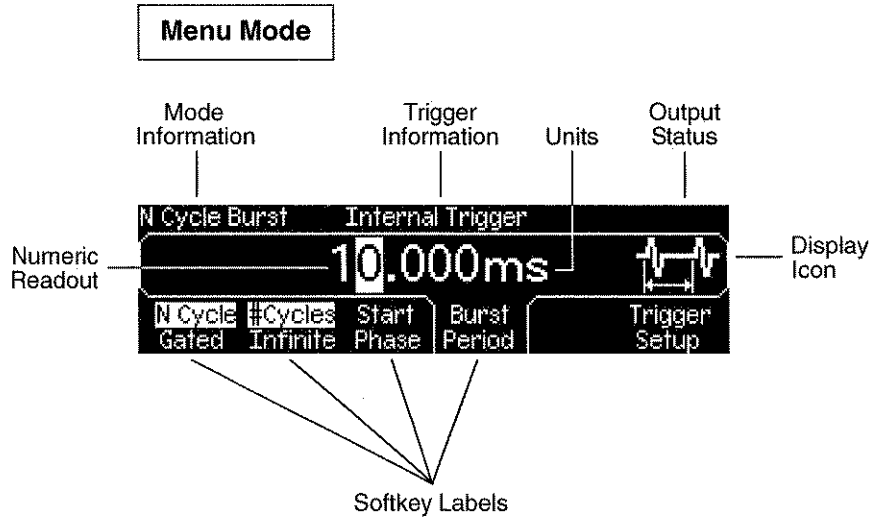 Menu Mode
Mode
Information
Trigger
Information
Units
Output
Status
N Cycle Burst Internal Trigger
Numeric
Readout
10.000ms
Display
Icon
N Cycle #Cycles Start Burst Trigger
Gated Infinite Phase Period Setup
Softkey Labels